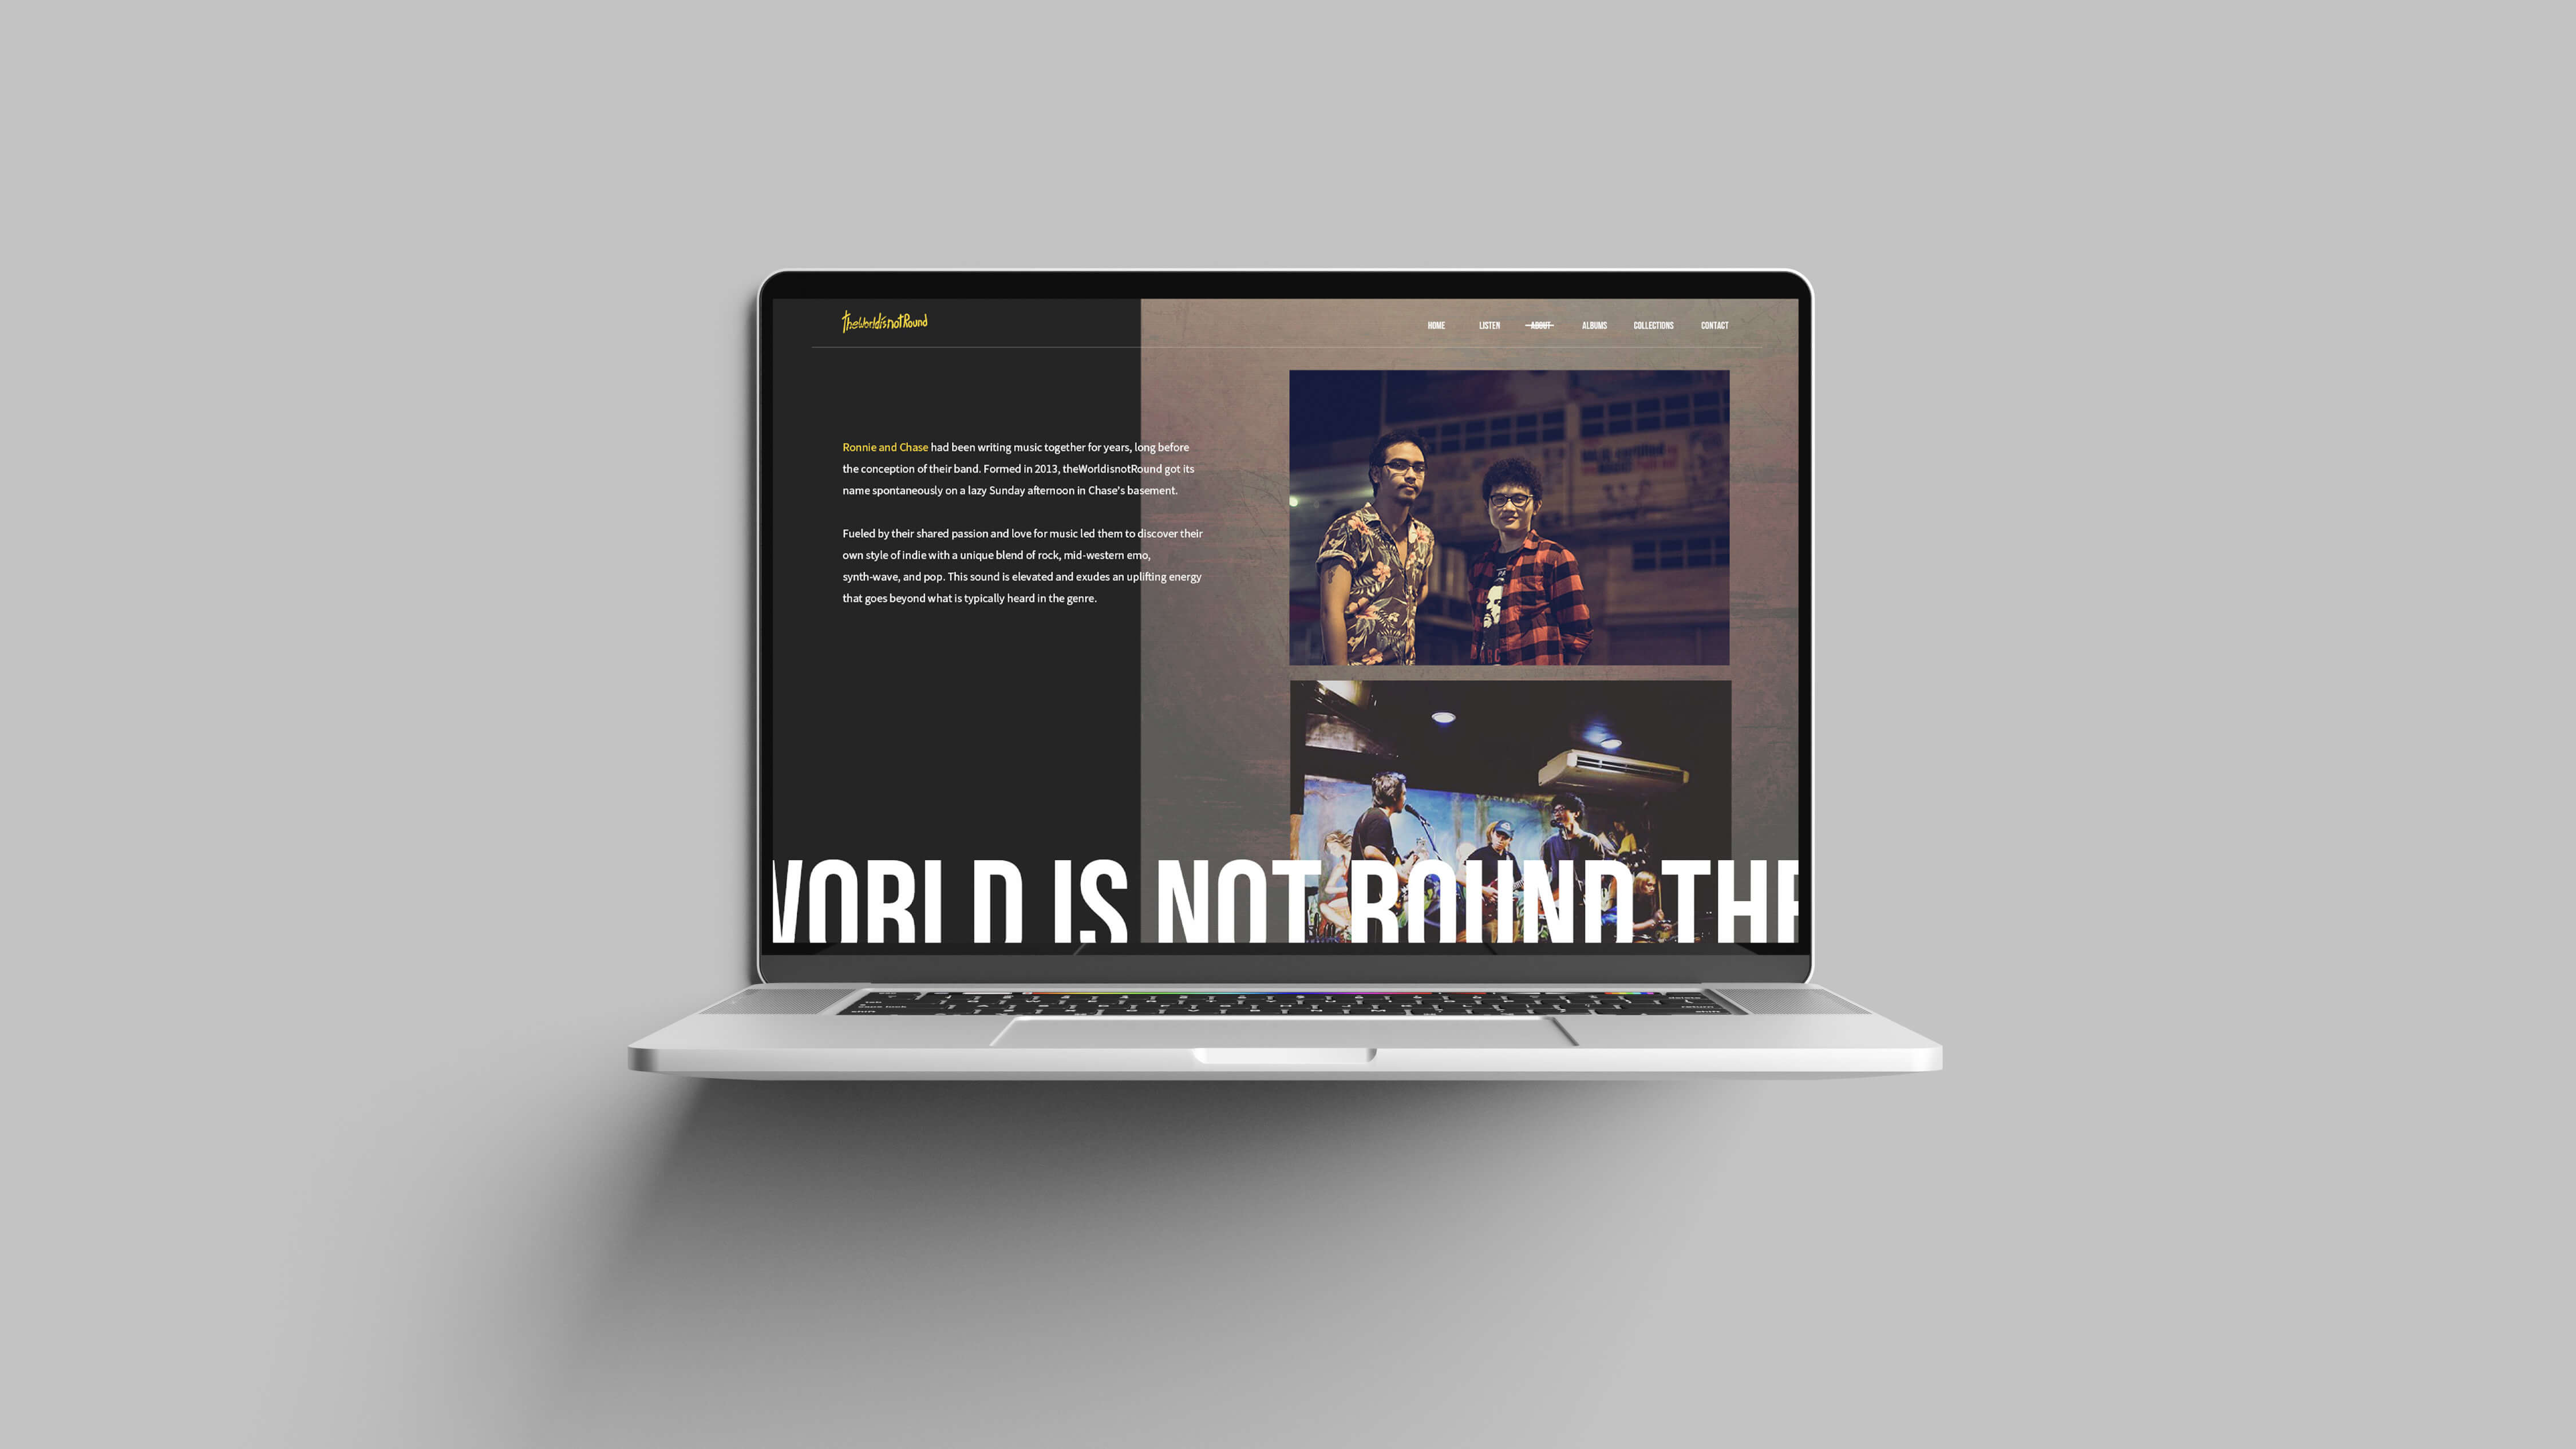 theWorldisnotRound
HOME LISTEN ABOUT ALBUMS COLLECTIONS CONTACT
Ronnie and Chase had been writing music together for years, long before
the conception of their band. Formed in 2013, theWorldisnotRound got its
name spontaneously on a lazy Sunday afternoon in Chase's basement.
Fueled by their shared passion and love for music led them to discover their
own style of indie with a unique blend of rock, mid-western emo,
synth-wave, and pop. This sound is elevated and exudes an uplifting energy
that goes beyond what is typically heard in the genre.
WORLD IS NOT ROUND THE